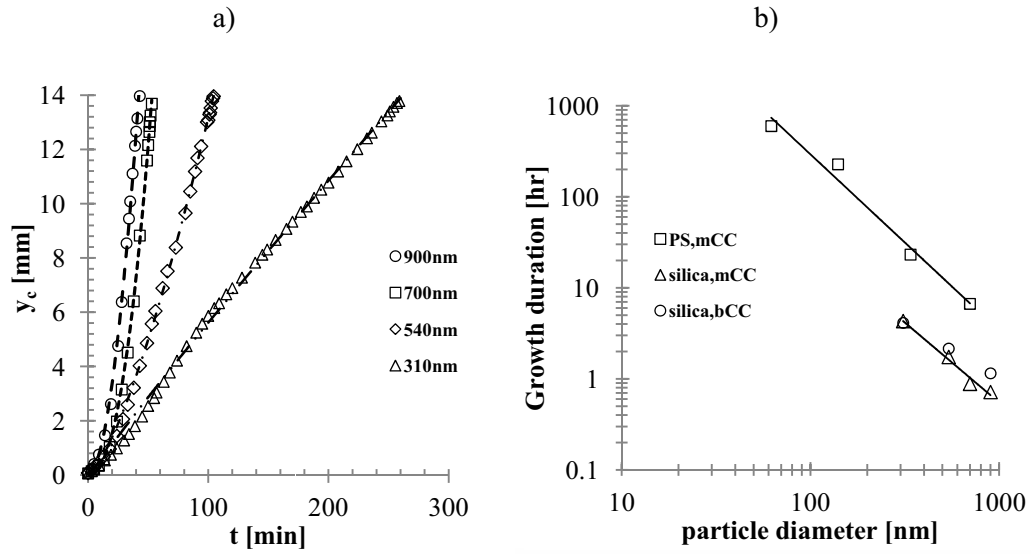 a)
b)
14
12
10
8
6
4
2
0
0
100
200
300
y_c [mm]
t [min]
900nm
700nm
540nm
310nm
1000
100
10
1
0.1
10
100
1000
Growth duration [hr]
particle diameter [nm]
PS,mCC
silica,mCC
silica,bCC